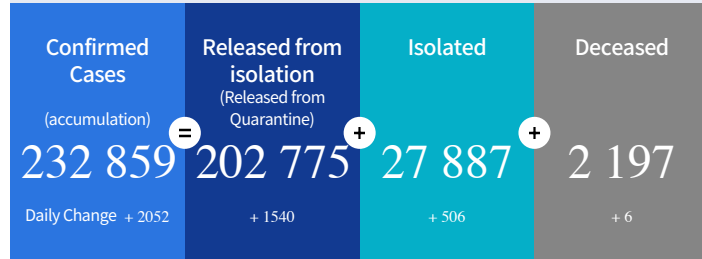 Confirmed
Cases
(accumulation)
232 859
Daily Change + 2052
=
Released from
isolation
(Released from
Quarantine)
202 775
+ 1540
+
Isolated
27 887
+ 506
+
Deceased
2 197
+ 6